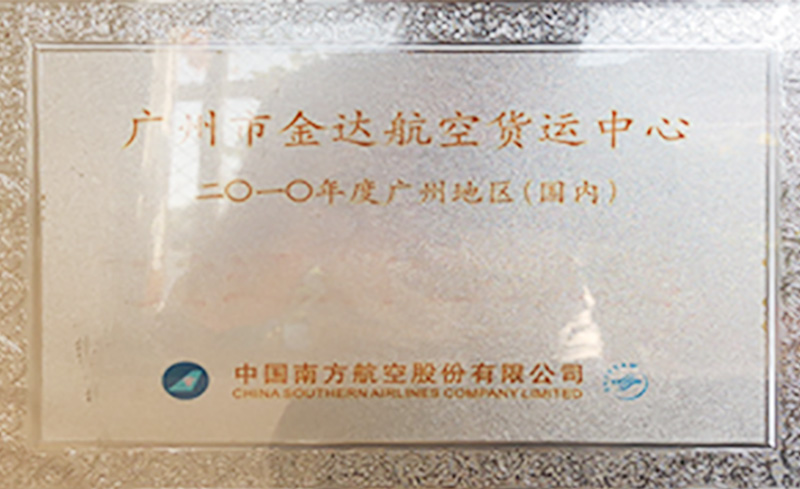 广州市金达航空货运中心
二〇一〇年度广州地区(国内)
中国南方航空股份有限公司
CHINA SOUTHERN AIRLINES COMPANY LIMITED